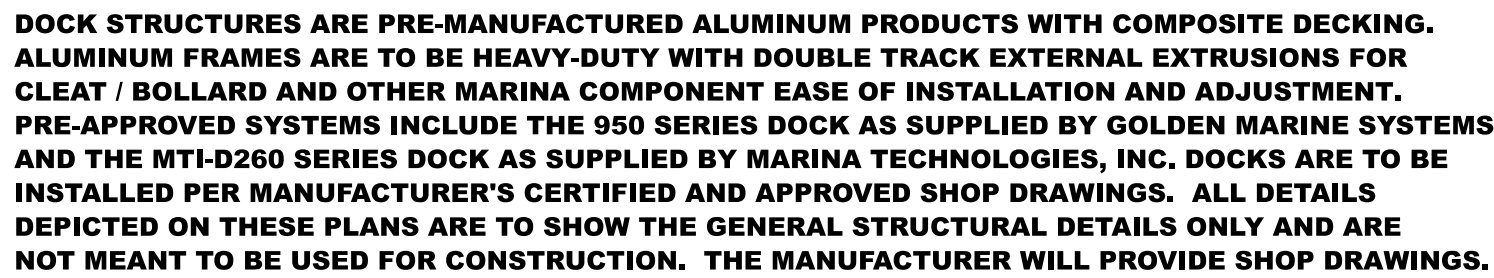 DOCK STRUCTURES ARE PRE-MANUFACTURED ALUMINUM PRODUCTS WITH COMPOSITE DECKING.
ALUMINUM FRAMES ARE TO BE HEAVY-DUTY WITH DOUBLE TRACK EXTERNAL EXTRUSIONS FOR
CLEAT / BOLLARD AND OTHER MARINA COMPONENT EASE OF INSTALLATION AND ADJUSTMENT.
PRE-APPROVED SYSTEMS INCLUDE THE 950 SERIES DOCK AS SUPPLIED BY GOLDEN MARINE SYSTEMS
AND THE MTI-D260 SERIES DOCK AS SUPPLIED BY MARINA TECHNOLOGIES, INC. DOCKS ARE TO BE
INSTALLED PER MANUFACTURER'S CERTIFIED AND APPROVED SHOP DRAWINGS.  ALL DETAILS
DEPICTED ON THESE PLANS ARE TO SHOW THE GENERAL STRUCTURAL DETAILS ONLY AND ARE
NOT MEANT TO BE USED FOR CONSTRUCTION.  THE MANUFACTURER WILL PROVIDE SHOP DRAWINGS.